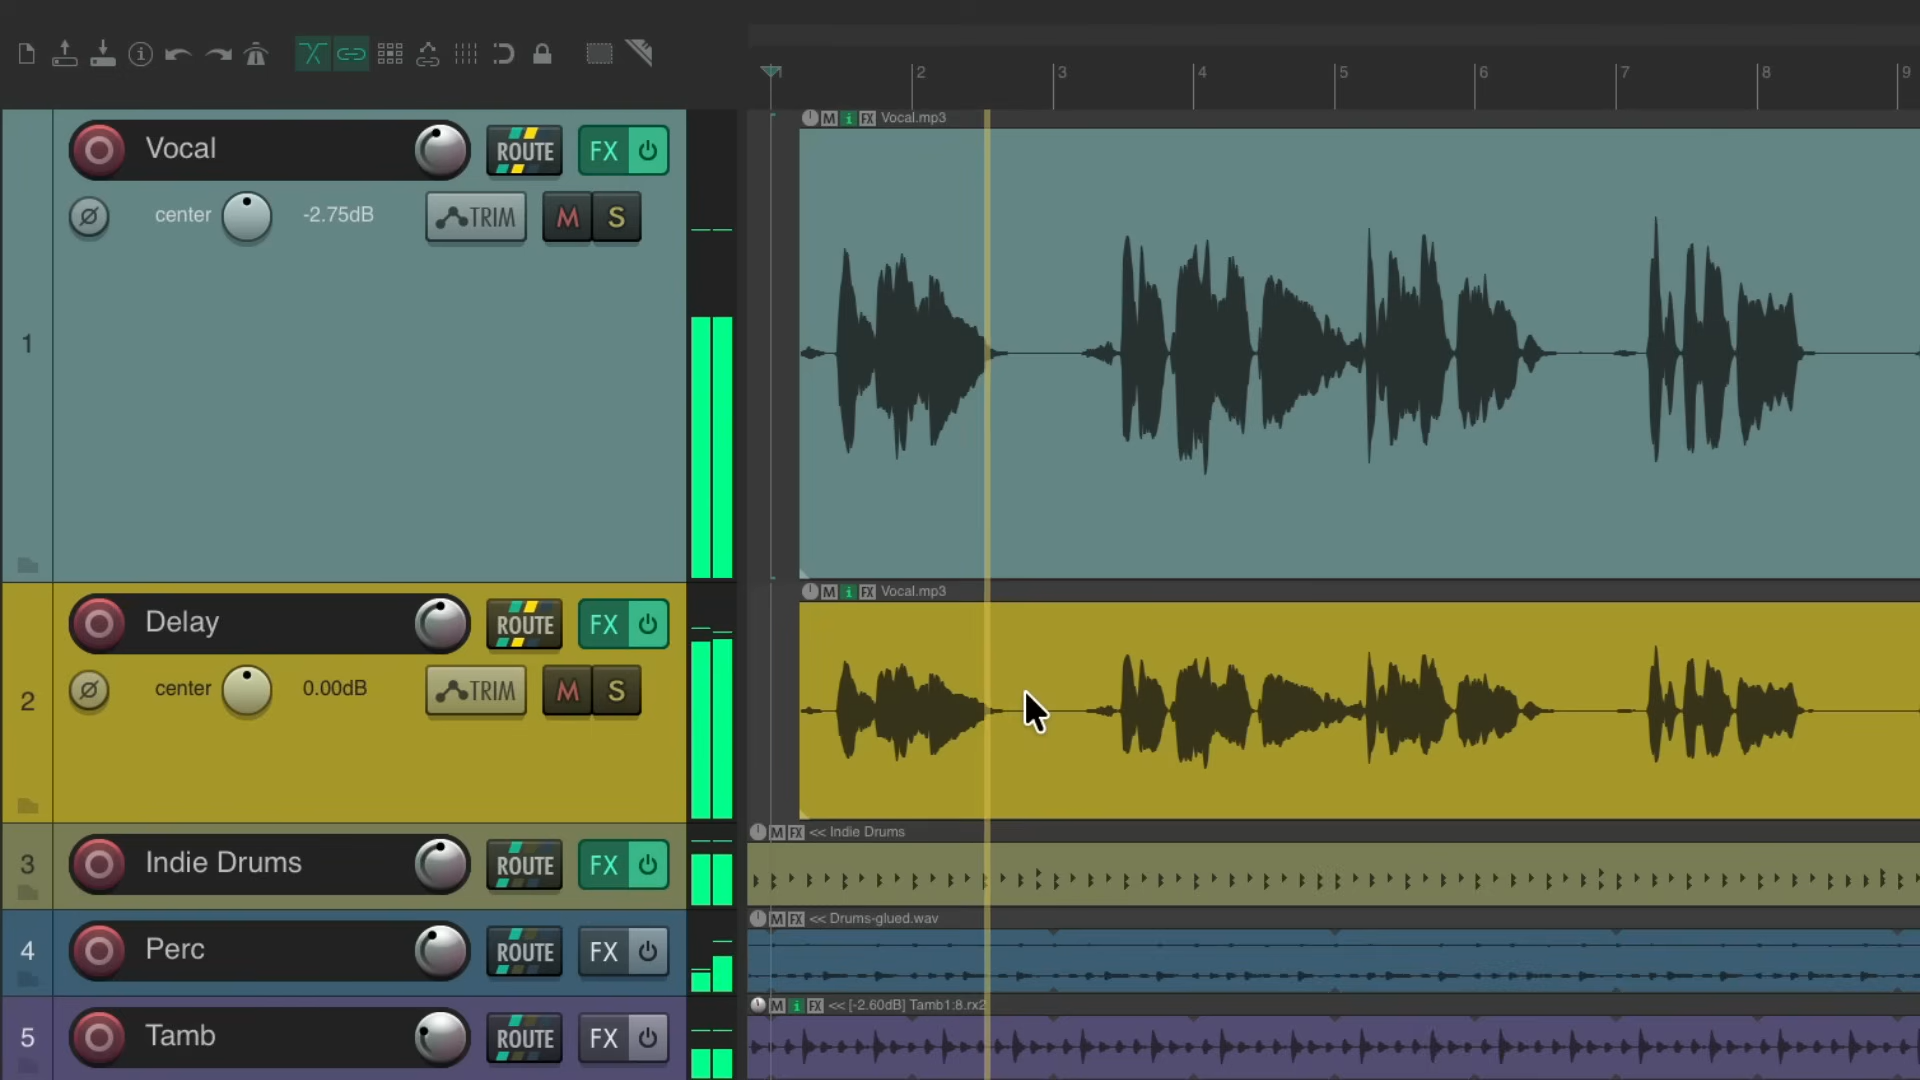 1 2 3 4 5 6 7 8 9
M i FX Vocal.mp3
Vocal ROUTE FX
center -2.75dB TRIM M S
1
M i FX Vocal.mp3
Delay ROUTE FX
center 0.00dB TRIM M S
2
M FX << Indie Drums
3 Indie Drums ROUTE FX
M FX << Drums-glued.wav
4 Perc ROUTE FX
M i FX << [-2.60dB] Tamb1:8.rx2
5 Tamb ROUTE FX